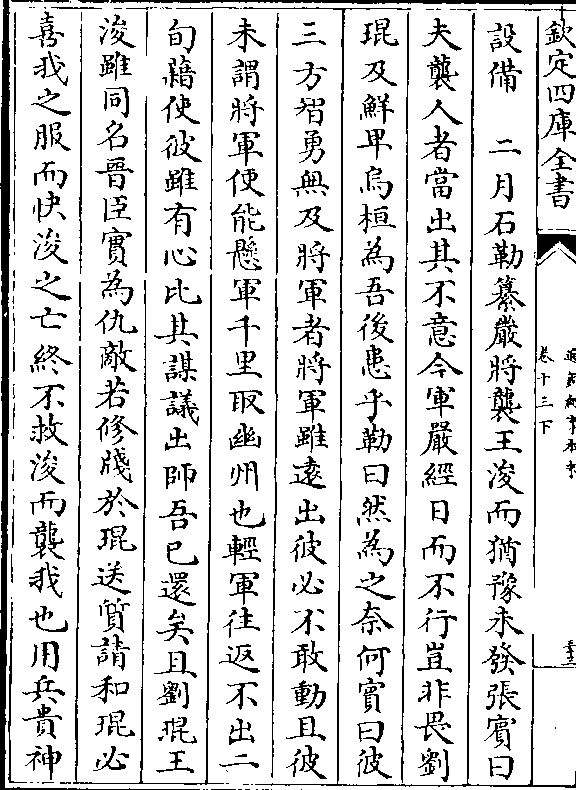 欽定四庫全書
通鑑紀事本末
卷十三下
設備　二月石勒纂嚴將襲王浚而猶豫未發張賓曰
夫襲人者當出其不意今軍嚴經日而不行豈非畏劉
琨及鮮卑烏桓為吾後患乎勒曰然為之奈何賓曰彼
三方智勇無及將軍者將軍雖遠出彼必不敢動且彼
未謂將軍便能懸軍千里取幽州也輕軍往返不出二
旬藉使彼雖有心比其謀議出師吾已還矣且劉琨王
浚雖同名晉臣實為仇敵若修牋於琨送質請和琨必
喜我之服而快浚之亡終不救浚而襲我也用兵貴神